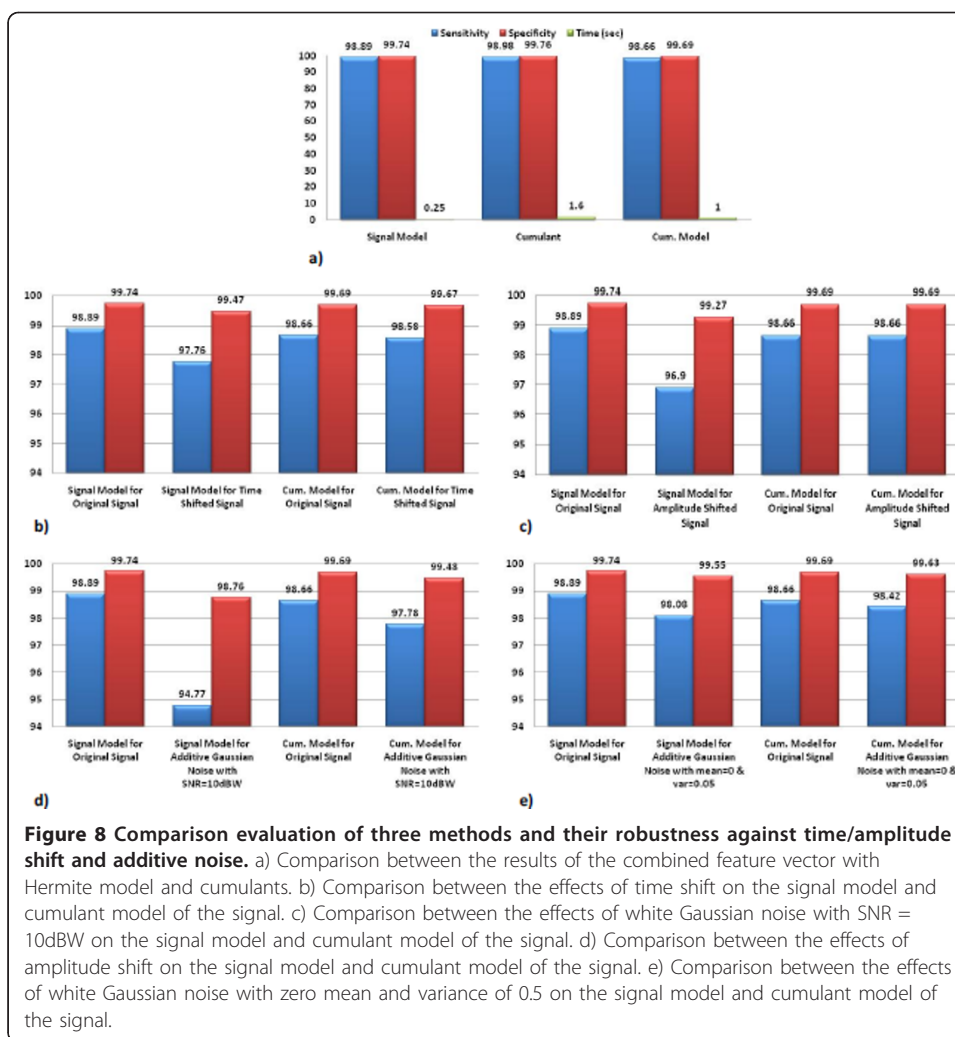 Sensitivity Specificity Time (sec)
98.89 99.74 98.98 99.76 98.66 99.69
100
90
80
70
60
50
40
30
20
10
0
0.25 1.6 1
Signal Model Cumulant Cum. Model
a)
100
99
98
97
96
95
94
98.89 99.74 97.76 99.47 98.66 99.69 98.58 99.67
Signal Model for Original Signal
Signal Model for Time Shifted Signal
Cum. Model for Original Signal
Cum. Model for Time Shifted Signal
b)
100
99
98
97
96
95
94
98.89 99.74 96.9 99.27 98.66 99.69 98.66 99.69
Signal Model for Original Signal
Signal Model for Amplitude Shifted Signal
Cum. Model for Original Signal
Cum. Model for Amplitude Shifted Signal
c)
100
99
98
97
96
95
94
98.89 99.74 94.77 98.76 98.66 99.69 97.78 99.48
Signal Model for Original Signal
Signal Model for Additive Gaussian Noise with SNR=10dBW
Cum. Model for Original Signal
Cum. Model for Additive Gaussian Noise with SNR=10dBW
d)
100
99
98
97
96
95
94
98.89 99.74 98.08 99.55 98.66 99.69 98.42 99.63
Signal Model for Original Signal
Signal Model for Additive Gaussian Noise with mean=0 & var=0.05
Cum. Model for Original Signal
Cum. Model for Additive Gaussian Noise with mean=0 & var=0.05
e)
Figure 8 Comparison evaluation of three methods and their robustness against time/amplitude
shift and additive noise. a) Comparison between the results of the combined feature vector with
Hermite model and cumulants. b) Comparison between the effects of time shift on the signal model and
cumulant model of the signal. c) Comparison between the effects of white Gaussian noise with SNR =
10dBW on the signal model and cumulant model of the signal. d) Comparison between the effects of
amplitude shift on the signal model and cumulant model of the signal. e) Comparison between the effects
of white Gaussian noise with zero mean and variance of 0.5 on the signal model and cumulant model of
the signal.